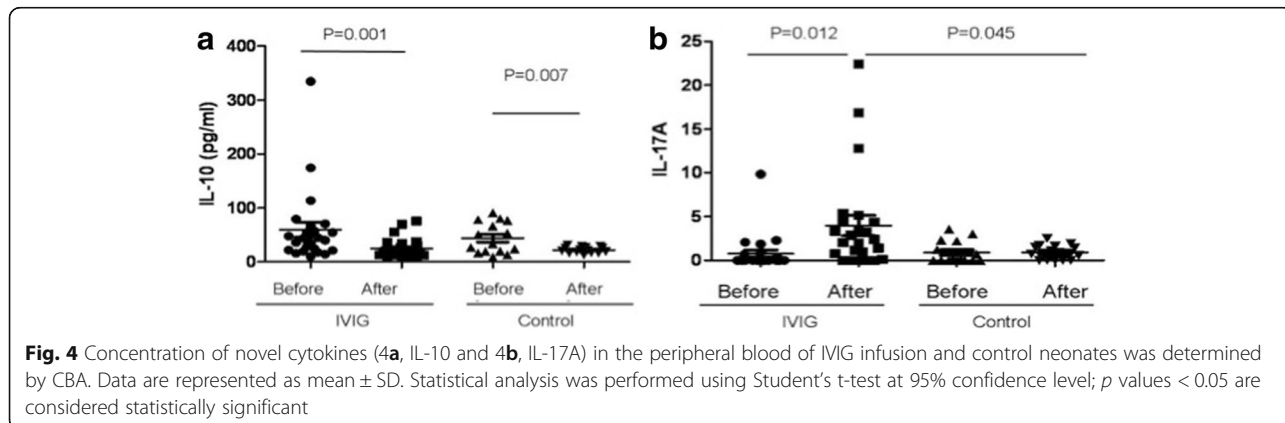 a
P=0.001
P=0.007
IL-10 (pg/ml)
400
300
200
100
0
Before After Before After
IVIG Control
b
P=0.012 P=0.045
IL-17A
25
20
15
10
5
0
Before After Before After
IVIG Control
Fig. 4 Concentration of novel cytokines (4a, IL-10 and 4b, IL-17A) in the peripheral blood of IVIG infusion and control neonates was determined
by CBA. Data are represented as mean ± SD. Statistical analysis was performed using Student's t-test at 95% confidence level; p values < 0.05 are
considered statistically significant